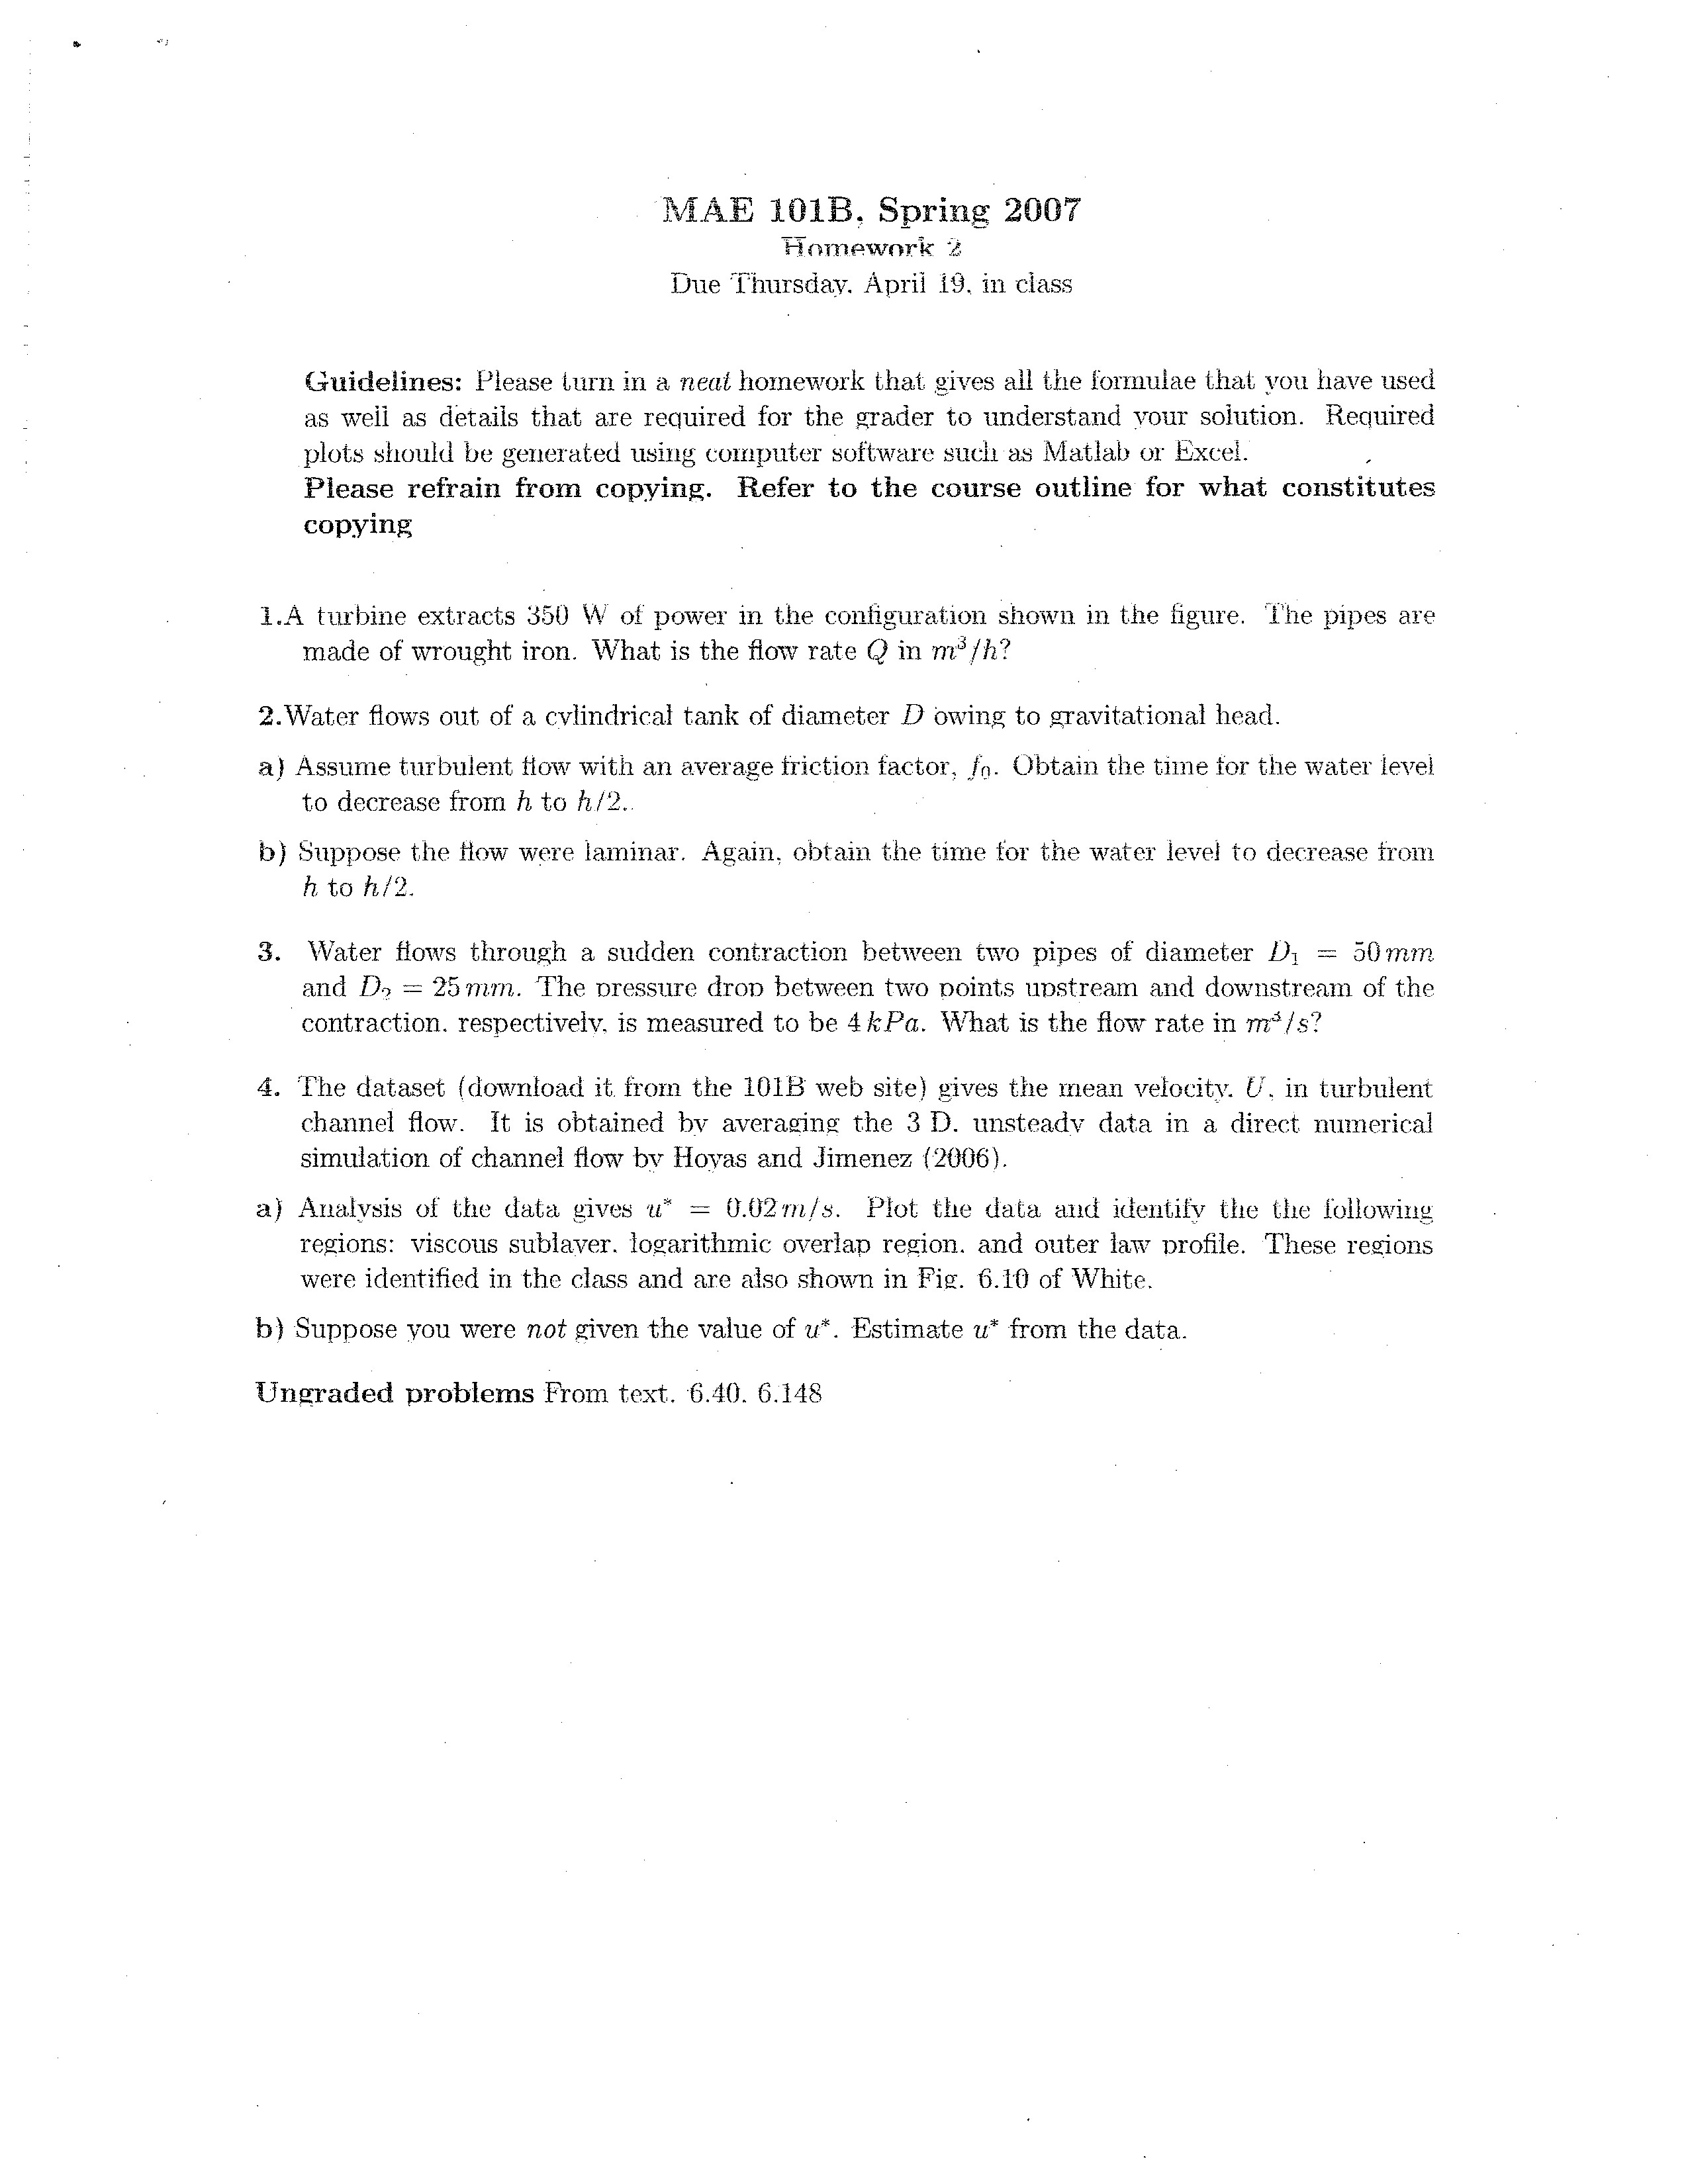 MAE 101B, Spring 2007
Homework 2
Due Thursday, April 19, in class
Guidelines: Please turn in a neat homework that gives all the formulae that you have used
as well as details that are required for the grader to understand your solution. Required
plots should be generated using computer software such as Matlab or Excel.
Please refrain from copying. Refer to the course outline for what constitutes
copying
1.A turbine extracts 350 W of power in the configuration shown in the figure. The pipes are
made of wrought iron. What is the flow rate Q in m³/h?
2.Water flows out of a cylindrical tank of diameter D owing to gravitational head.
a) Assume turbulent flow with an average friction factor, f₀. Obtain the time for the water level
to decrease from h to h/2.
b) Suppose the flow were laminar. Again, obtain the time for the water level to decrease from
h to h/2.
3. Water flows through a sudden contraction between two pipes of diameter D₁ = 50 mm
and D₂ = 25 mm. The pressure drop between two points upstream and downstream of the
contraction, respectively, is measured to be 4 kPa. What is the flow rate in m³/s?
4. The dataset (download it from the 101B web site) gives the mean velocity, U, in turbulent
channel flow. It is obtained by averaging the 3 D, unsteady data in a direct numerical
simulation of channel flow by Hoyas and Jimenez (2006).
a) Analysis of the data gives u* = 0.02 m/s. Plot the data and identify the the following
regions: viscous sublayer, logarithmic overlap region, and outer law profile. These regions
were identified in the class and are also shown in Fig. 6.10 of White.
b) Suppose you were not given the value of u*. Estimate u* from the data.
Ungraded problems From text. 6.40, 6.148